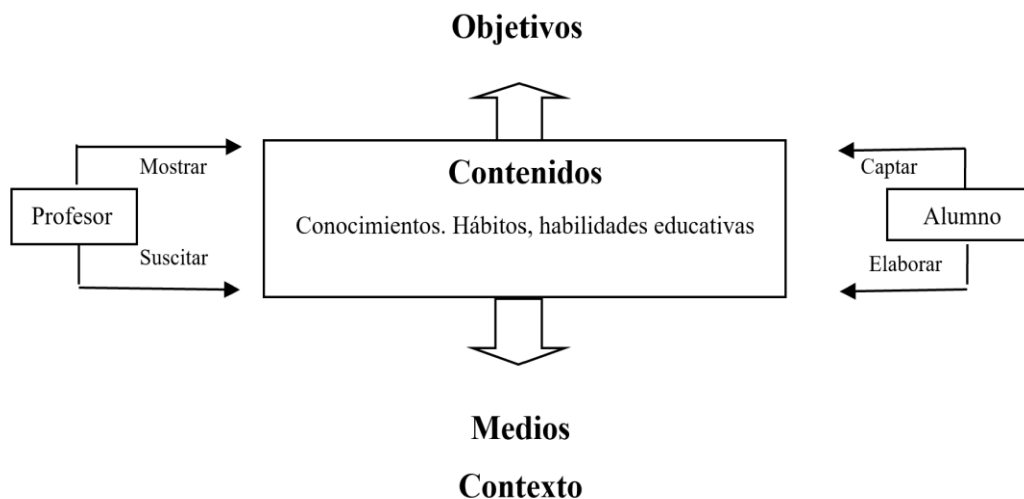 Objetivos
Mostrar
Contenidos
Captar
Profesor
Conocimientos. Hábitos, habilidades educativas
Alumno
Suscitar
Elaborar
Medios
Contexto